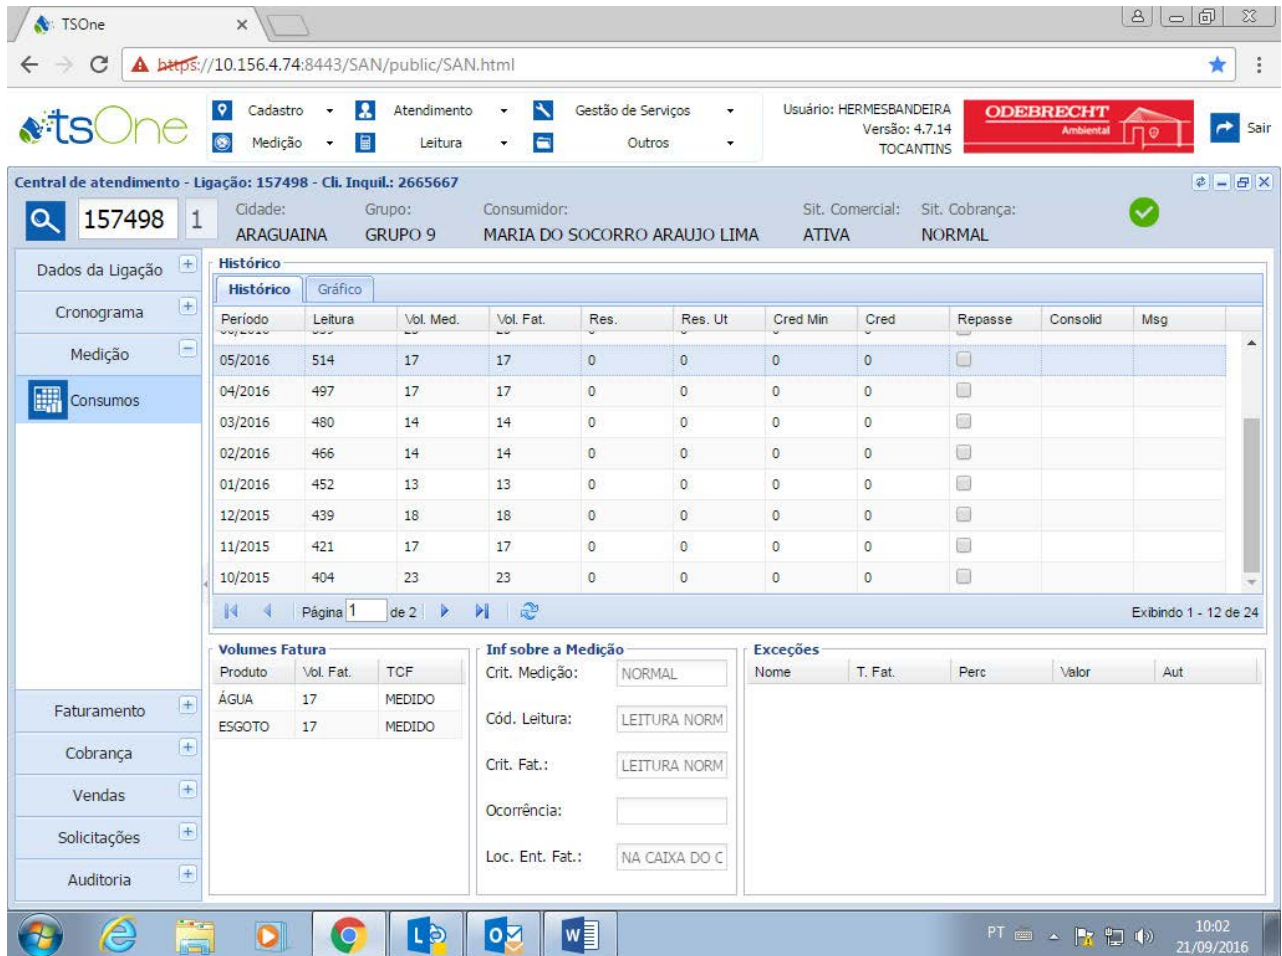 TSOne
https://10.156.4.74:8443/SAN/public/SAN.html
tsOne
Cadastro Atendimento Gestão de Serviços
Medição Leitura Outros
Usuário: HERMESBANDEIRA
Versão: 4.7.14
TOCANTINS
ODEBRECHT
Ambiental
Sair
Central de atendimento - Ligação: 157498 - Cli. Inquil.: 2665667
157498 1
Cidade: Grupo: Consumidor: Sit. Comercial: Sit. Cobrança:
ARAGUAINA GRUPO 9 MARIA DO SOCORRO ARAUJO LIMA ATIVA NORMAL
Dados da Ligação
Cronograma
Medição
Consumos
Faturamento
Cobrança
Vendas
Solicitações
Auditoria
Histórico
Histórico Gráfico
Período Leitura Vol. Med. Vol. Fat. Res. Res. Ut Cred Min Cred Repasse Consolid Msg
05/2016 514 17 17 0 0 0 0
04/2016 497 17 17 0 0 0 0
03/2016 480 14 14 0 0 0 0
02/2016 466 14 14 0 0 0 0
01/2016 452 13 13 0 0 0 0
12/2015 439 18 18 0 0 0 0
11/2015 421 17 17 0 0 0 0
10/2015 404 23 23 0 0 0 0
Página 1 de 2 Exibindo 1 - 12 de 24
Volumes Fatura
Produto Vol. Fat. TCF
ÁGUA 17 MEDIDO
ESGOTO 17 MEDIDO
Inf sobre a Medição
Crit. Medição: NORMAL
Cód. Leitura: LEITURA NORM
Crit. Fat.: LEITURA NORM
Ocorrência:
Loc. Ent. Fat.: NA CAIXA DO C
Exceções
Nome T. Fat. Perc Valor Aut
PT
10:02
21/09/2016